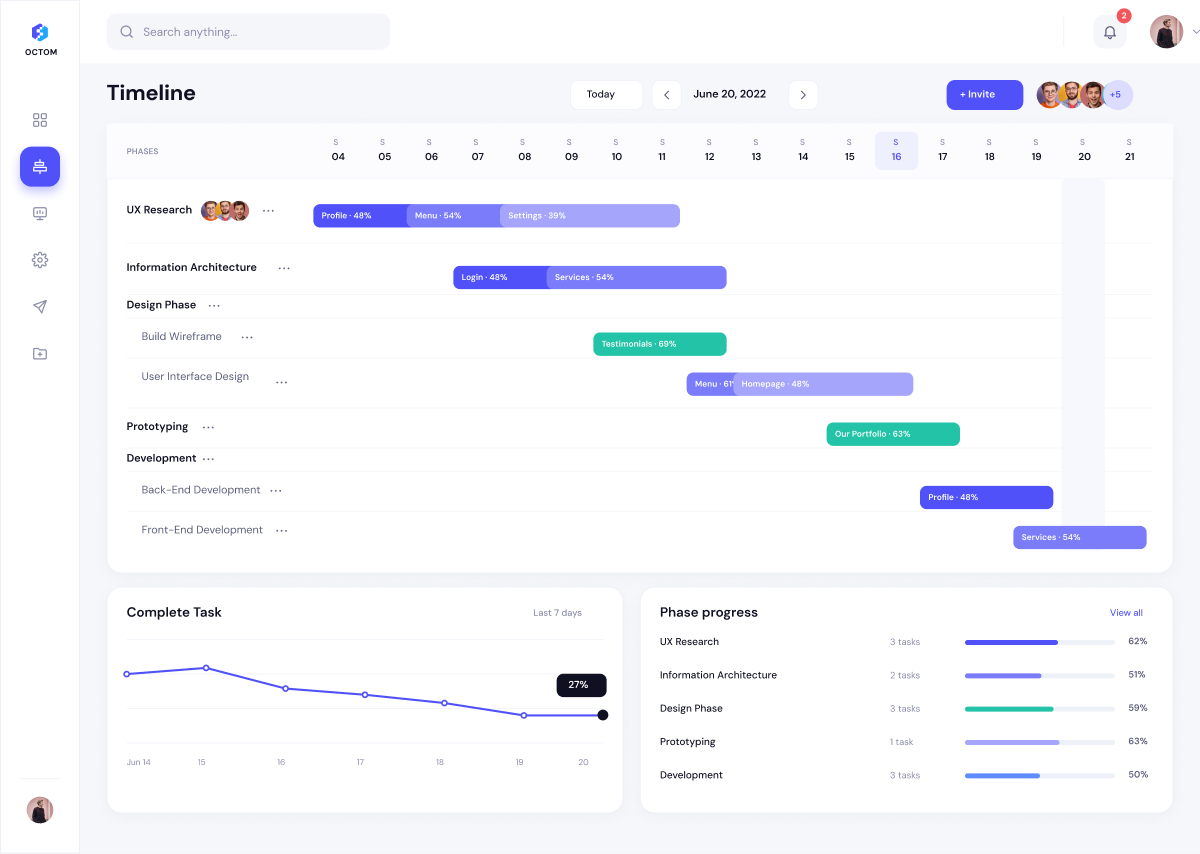 OCTOM
Search anything...
2
Timeline
Today
June 20, 2022
+ Invite
+5
PHASES
S S S S S S S S S S S S S S S S S S
04 05 06 07 08 09 10 11 12 13 14 15 16 17 18 19 20 21
UX Research ...
Profile · 48%
Menu · 54%
Settings · 39%
Information Architecture ...
Login · 48%
Services · 54%
Design Phase ...
Build Wireframe ...
Testimonials · 69%
User Interface Design ...
Menu · 61%
Homepage · 48%
Prototyping ...
Our Portfolio · 63%
Development ...
Back-End Development ...
Profile · 48%
Front-End Development ...
Services · 54%
Complete Task
Last 7 days
27%
Jun 14 15 16 17 18 19 20
Phase progress
View all
UX Research 3 tasks 62%
Information Architecture 2 tasks 51%
Design Phase 3 tasks 59%
Prototyping 1 task 63%
Development 3 tasks 50%